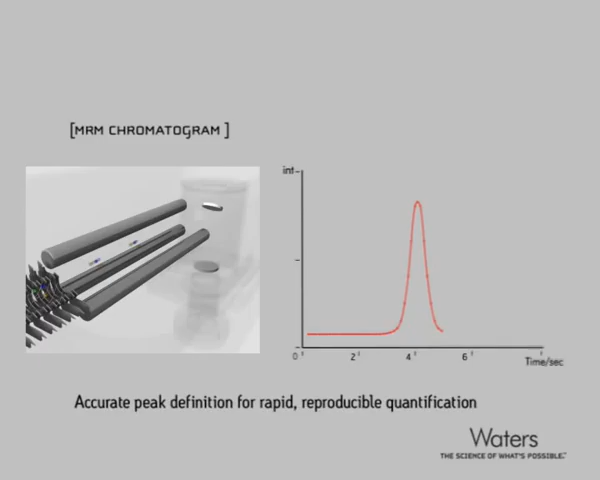 [MRM CHROMATOGRAM ]
int
0 2 4 6
Time/sec
Accurate peak definition for rapid, reproducible quantification
Waters
THE SCIENCE OF WHAT'S POSSIBLE.™